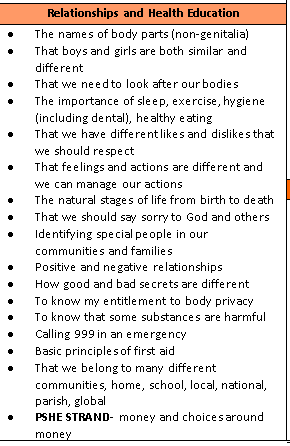 Relationships and Health Education
● The names of body parts (non-genitalia)
● That boys and girls are both similar and
different
● That we need to look after our bodies
● The importance of sleep, exercise, hygiene
(including dental), healthy eating
● That we have different likes and dislikes that
we should respect
● That feelings and actions are different and
we can manage our actions
● The natural stages of life from birth to death
● That we should say sorry to God and others
● Identifying special people in our
communities and families
● Positive and negative relationships
● How good and bad secrets are different
● To know my entitlement to body privacy
● To know that some substances are harmful
● Calling 999 in an emergency
● Basic principles of first aid
● That we belong to many different
communities, home, school, local, national,
parish, global
● PSHE STRAND- money and choices around
money